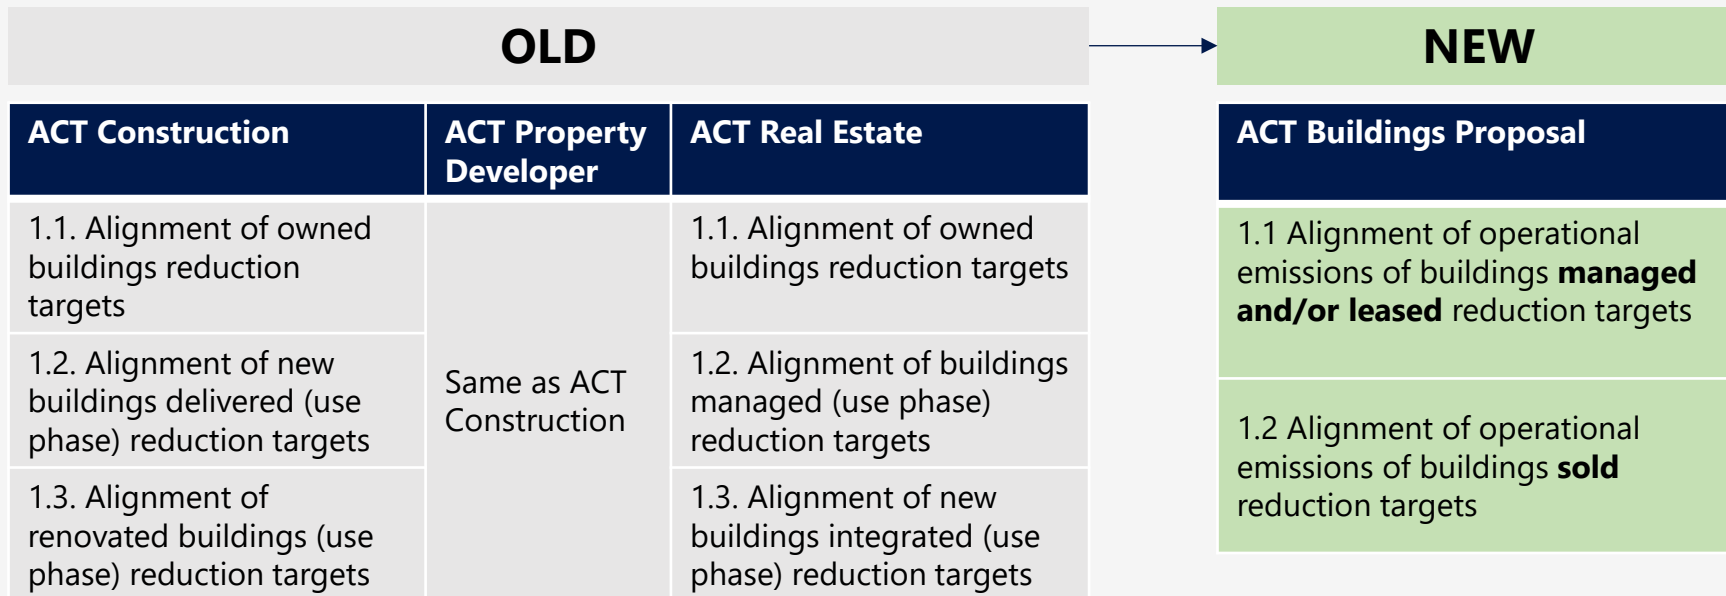 OLD
NEW
ACT Construction
ACT Property
Developer
ACT Real Estate
ACT Buildings Proposal
1.1. Alignment of owned
buildings reduction
targets
1.2. Alignment of new
buildings delivered (use
phase) reduction targets
1.3. Alignment of
renovated buildings (use
phase) reduction targets
Same as ACT
Construction
1.1. Alignment of owned
buildings reduction targets
1.2. Alignment of buildings
managed (use phase)
reduction targets
1.3. Alignment of new
buildings integrated (use
phase) reduction targets
1.1 Alignment of operational
emissions of buildings managed
and/or leased reduction targets
1.2 Alignment of operational
emissions of buildings sold
reduction targets